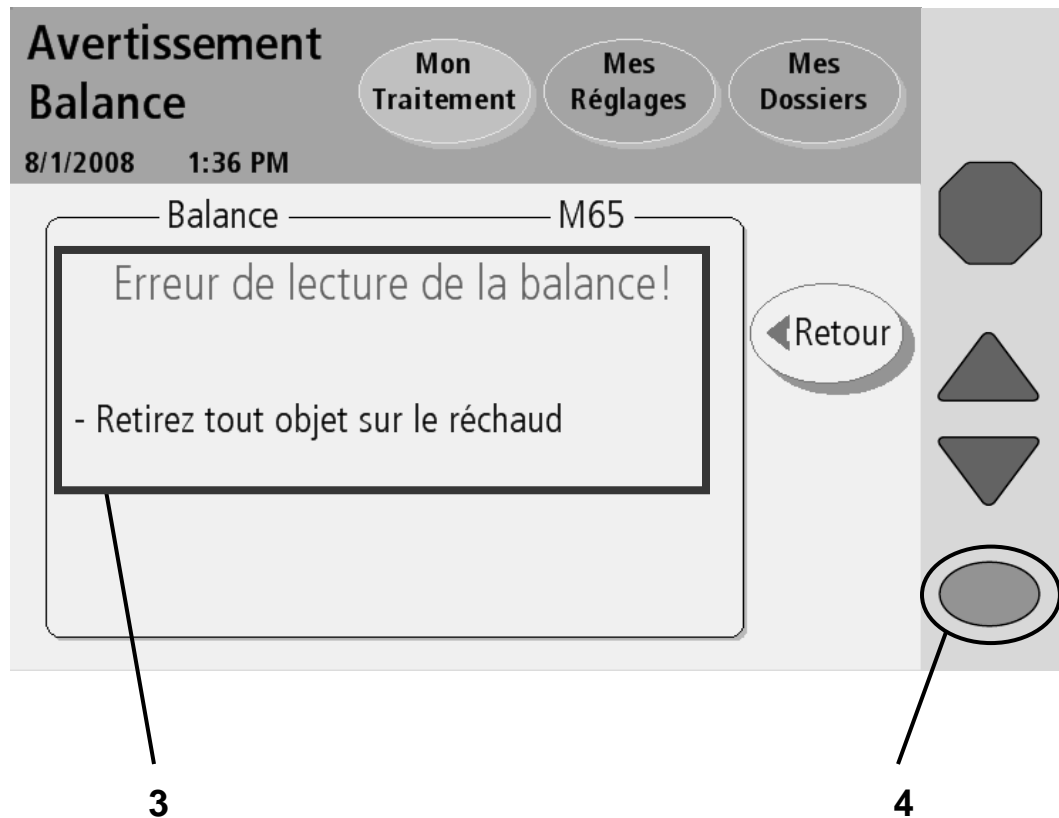 Avertissement
Balance
8/1/2008 1:36 PM
Mon
Traitement
Mes
Réglages
Mes
Dossiers
Balance M65
Erreur de lecture de la balance!
- Retirez tout objet sur le réchaud
Retour
3
4